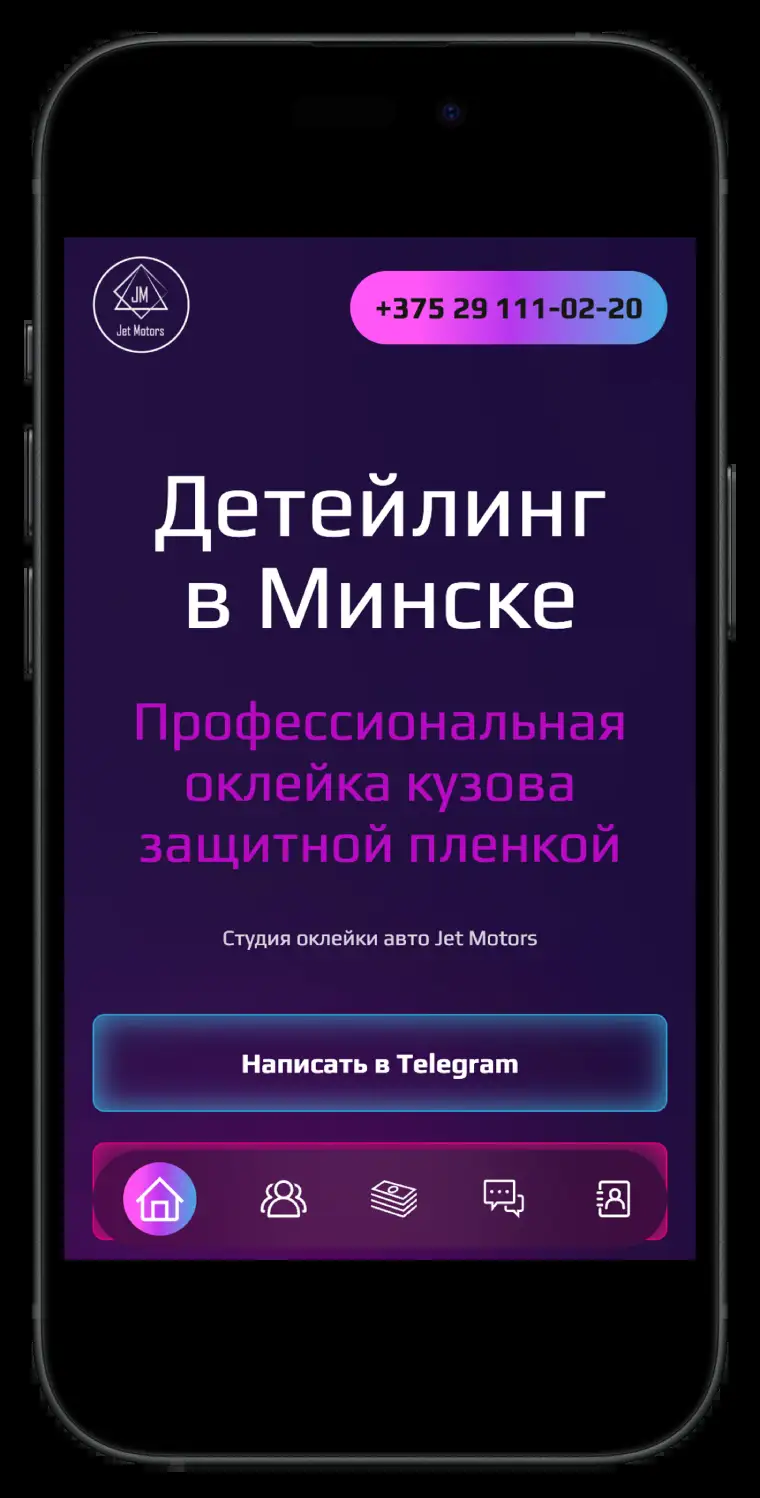 JM
Jet Motors
+375 29 111-02-20
Детейлинг
в Минске
Профессиональная
оклейка кузова
защитной пленкой
Студия оклейки авто Jet Motors
Написать в Telegram